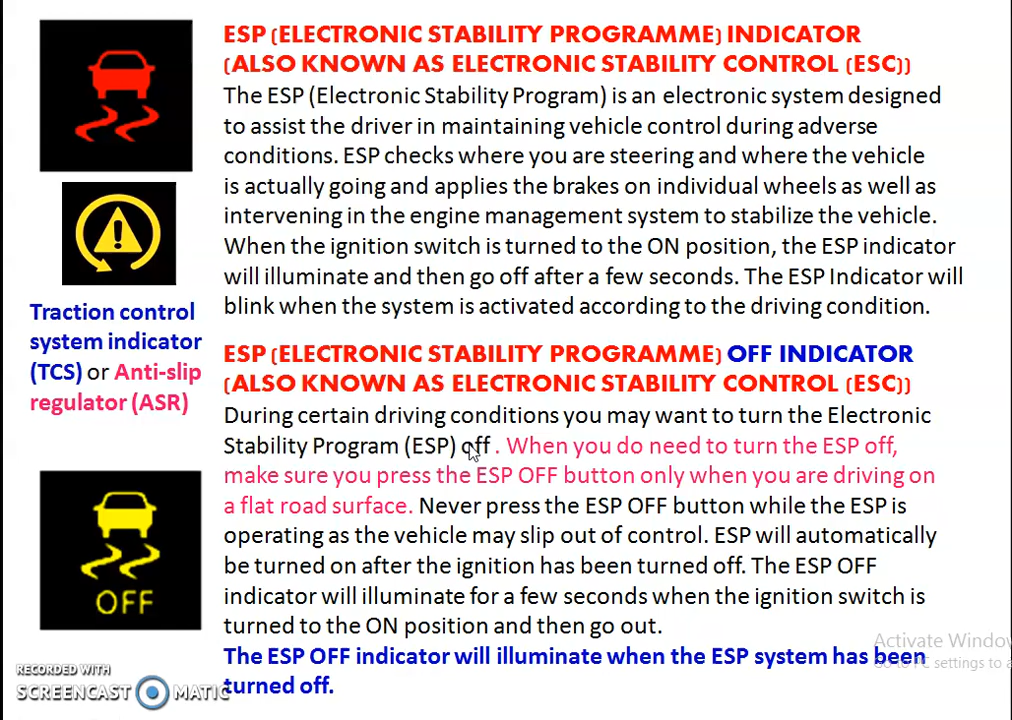 ESP (ELECTRONIC STABILITY PROGRAMME) INDICATOR
(ALSO KNOWN AS ELECTRONIC STABILITY CONTROL (ESC))
The ESP (Electronic Stability Program) is an electronic system designed
to assist the driver in maintaining vehicle control during adverse
conditions. ESP checks where you are steering and where the vehicle
is actually going and applies the brakes on individual wheels as well as
intervening in the engine management system to stabilize the vehicle.
When the ignition switch is turned to the ON position, the ESP indicator
will illuminate and then go off after a few seconds. The ESP Indicator will
blink when the system is activated according to the driving condition.
Traction control
system indicator
(TCS) or Anti-slip
regulator (ASR)
ESP (ELECTRONIC STABILITY PROGRAMME) OFF INDICATOR
(ALSO KNOWN AS ELECTRONIC STABILITY CONTROL (ESC))
During certain driving conditions you may want to turn the Electronic
Stability Program (ESP) off . When you do need to turn the ESP off,
make sure you press the ESP OFF button only when you are driving on
a flat road surface. Never press the ESP OFF button while the ESP is
operating as the vehicle may slip out of control. ESP will automatically
be turned on after the ignition has been turned off. The ESP OFF
indicator will illuminate for a few seconds when the ignition switch is
turned to the ON position and then go out.
The ESP OFF indicator will illuminate when the ESP system has been
turned off.
OFF
Activate Windo
to PC settings to
RECORDED WITH
SCREENCAST MATIC